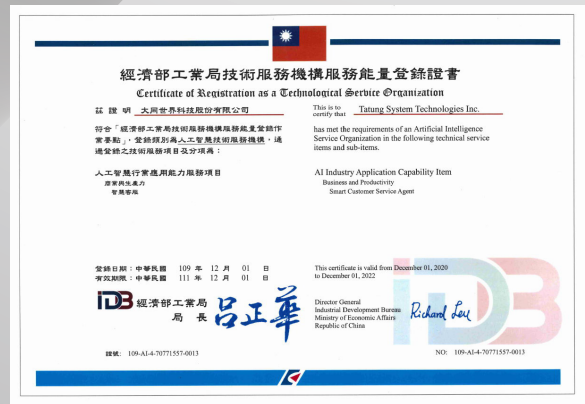 經濟部工業局技術服務機構服務能量登錄證書
Certificate of Registration as a Technological Service Organization
茲 證 明 大同世界科技股份有限公司
符合「經濟部工業局技術服務機構服務能量登錄作
業要點」，登錄類別為人工智慧技術服務機構，通
過登錄之技術服務項目及分項為：
人工智慧行業應用能力服務項目
商業與生產力
智慧客服
This is to
certify that
Tatung System Technologies Inc.
has met the requirements of an Artificial Intelligence
Service Organization in the following technical service
items and sub-items.
AI Industry Application Capability Item
Business and Productivity
Smart Customer Service Agent
登錄日期：中華民國 109 年 12 月 01 日
有效期限：中華民國 111 年 12 月 01 日
This certificate is valid from December 01, 2020
to December 01, 2022
IDB 經濟部工業局
局 長 呂正華
Director General
Industrial Development Bureau
Ministry of Economic Affairs
Republic of China
Richard Leu
IDB
證號： 109-AI-4-70771557-0013
NO: 109-AI-4-70771557-0013